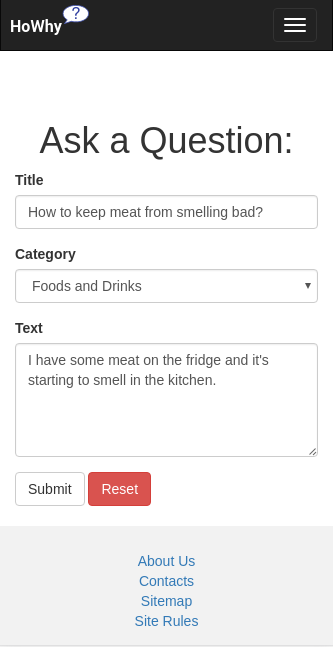 HoWhy ?
Ask a Question:
Title
How to keep meat from smelling bad?
Category
Foods and Drinks
Text
I have some meat on the fridge and it's
starting to smell in the kitchen.
Submit Reset
About Us
Contacts
Sitemap
Site Rules